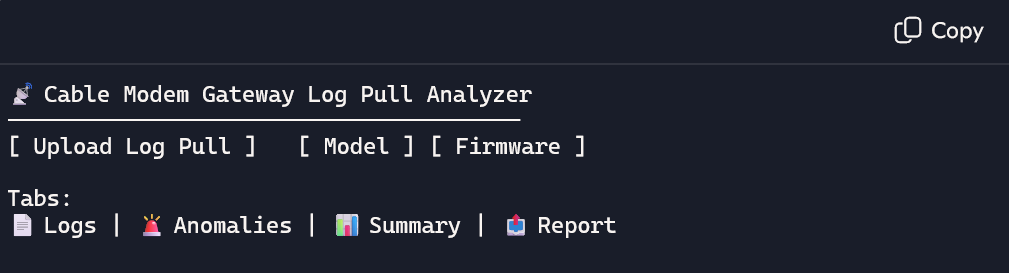 Copy
📡 Cable Modem Gateway Log Pull Analyzer
[ Upload Log Pull ]   [ Model ] [ Firmware ]
Tabs:
📄 Logs | 🚨 Anomalies | 📊 Summary | 📤 Report